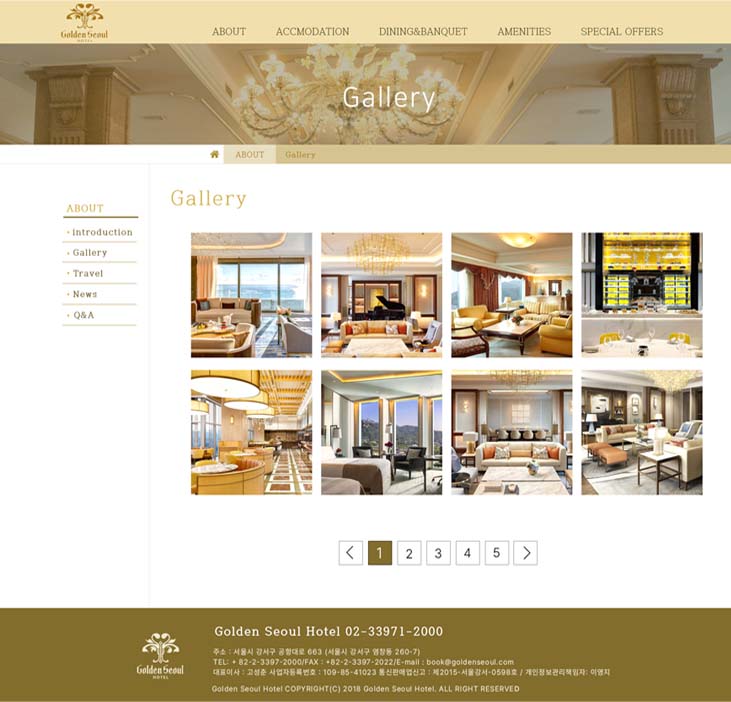 Golden Seoul
HOTEL
ABOUT ACCMODATION DINING&BANQUET AMENITIES SPECIAL OFFERS
Gallery
ABOUT Gallery
Gallery
ABOUT
introduction
Gallery
Travel
News
Q&A
1 2 3 4 5
Golden Seoul
HOTEL
Golden Seoul Hotel 02-33971-2000
주소 : 서울시 강서구 공항대로 663 (서울시 강서구 염창동 260-7)
TEL: + 82-2-3397-2000/FAX : +82-2-3397-2022/E-mail : book@goldenseoul.com
대표이사 : 고성춘 사업자등록번호 : 109-85-41023 통신판매업신고 : 제2015-서울강서-0598호 / 개인정보관리책임자: 이영지
Golden Seoul Hotel COPYRIGHT(C) 2018 Golden Seoul Hotel. ALL RIGHT RESERVED